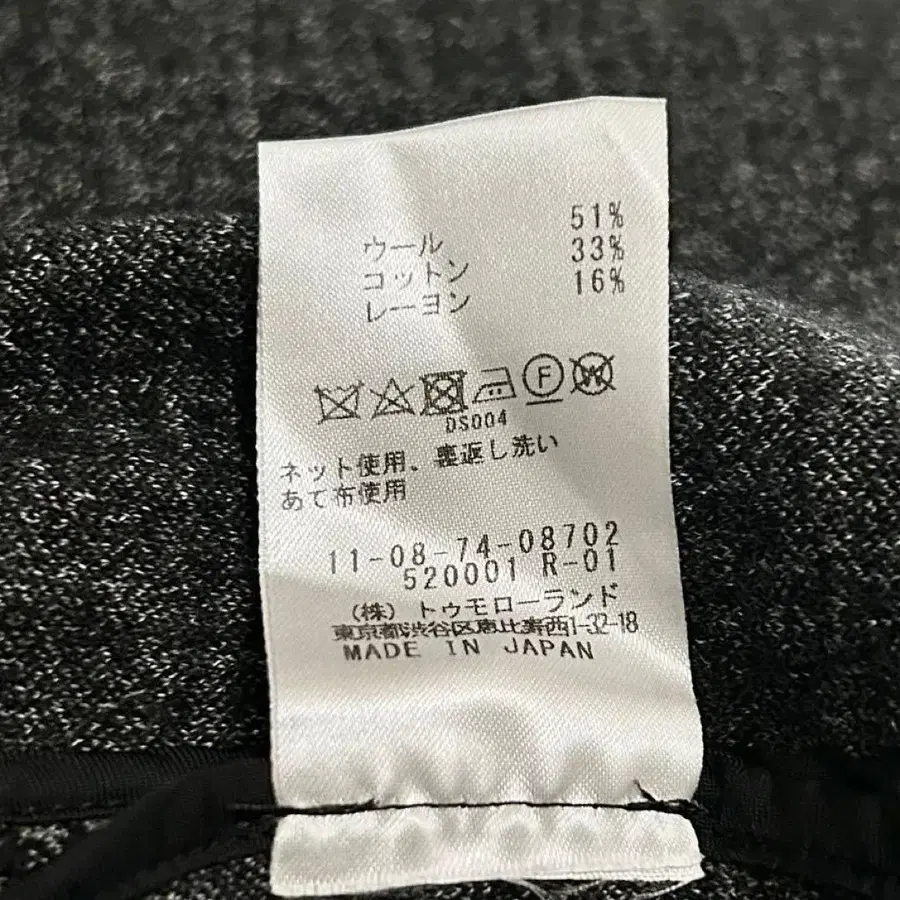 ウール 51%
コットン 33%
レーヨン 16%
F
W
DS004
ネット使用、裏返し洗い
あて布使用
11-08-74-08702
520001 R-01
(株) トゥモローランド
東京都渋谷区恵比寿西1-32-18
MADE IN JAPAN